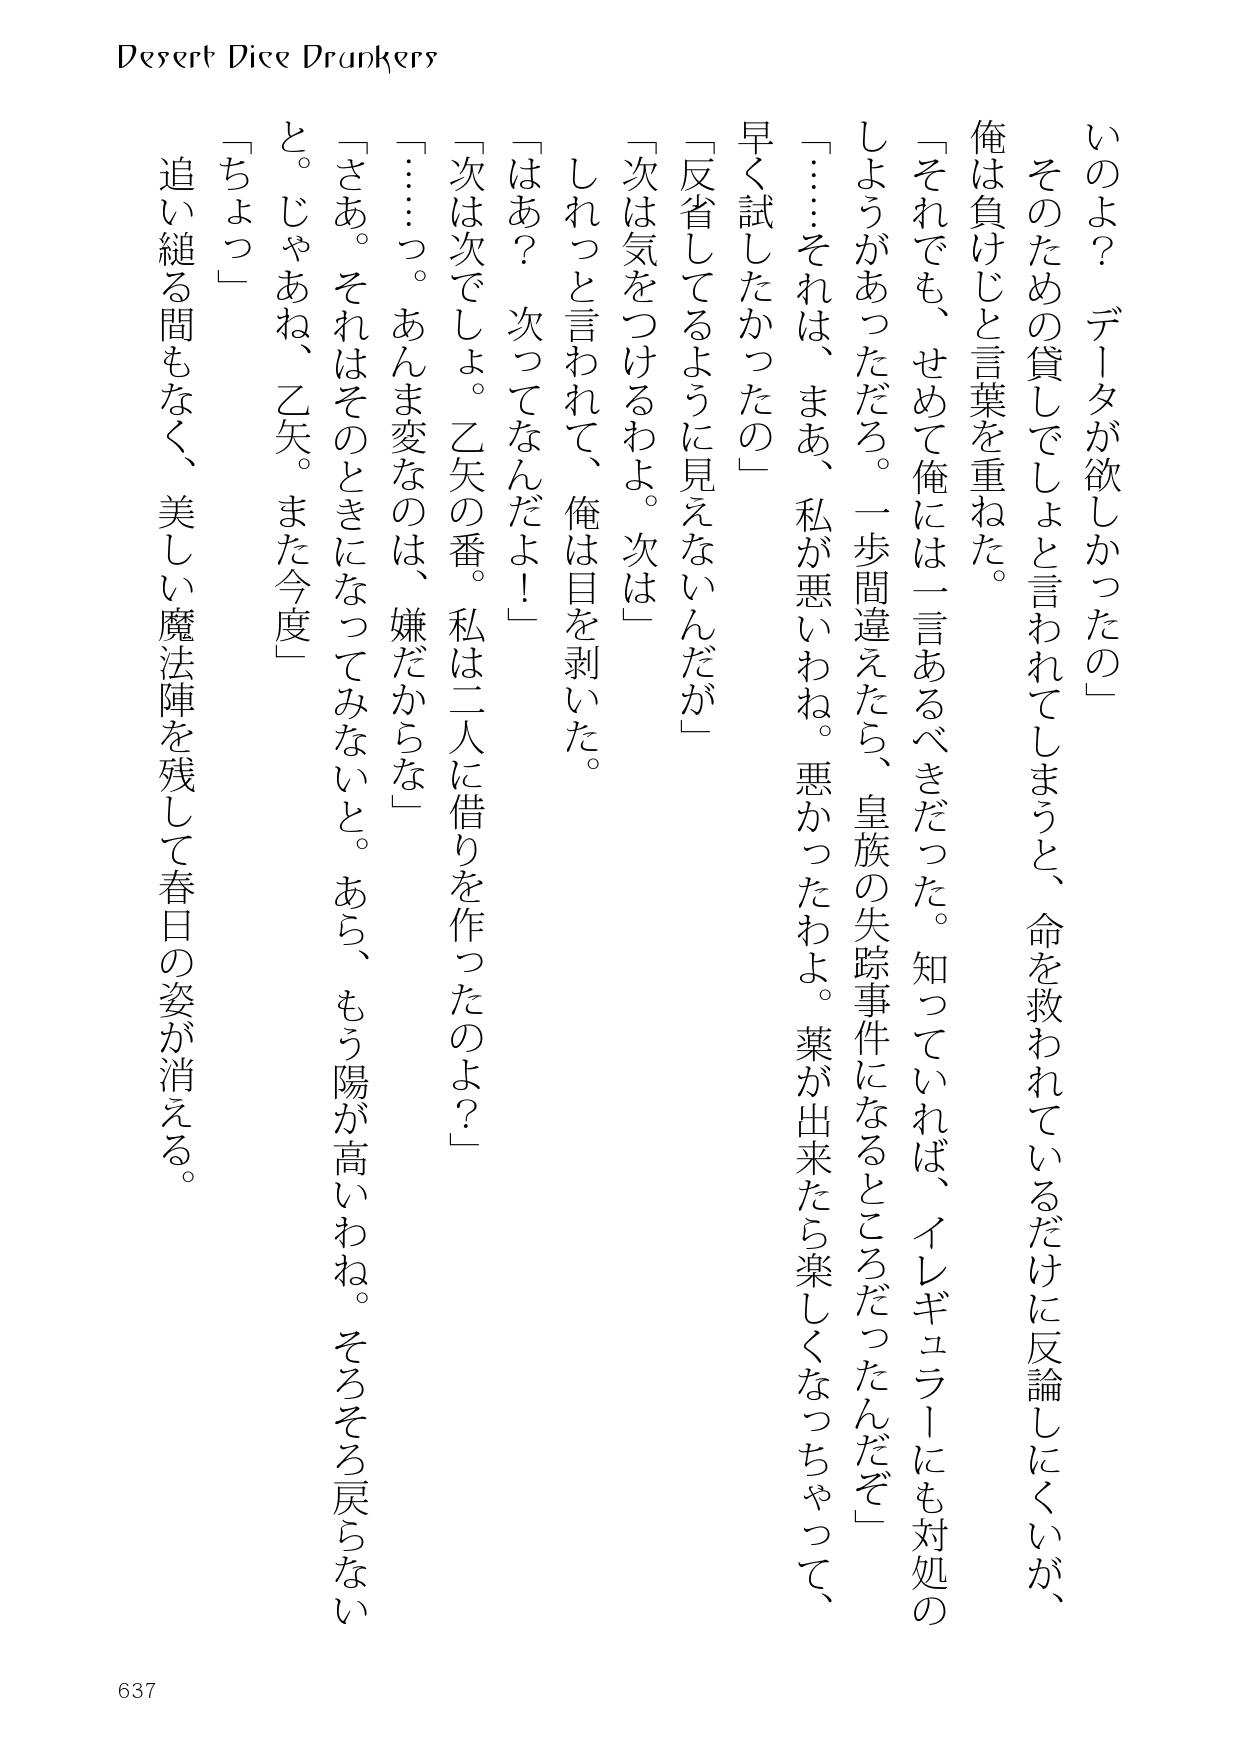 Desert Dice Drunkers
いのよ？　データが欲しかったの」
　そのための貸しでしょと言われてしまうと、命を救われているだけに反論しにくいが、
俺は負けじと言葉を重ねた。
「それでも、せめて俺には一言あるべきだった。知っていれば、イレギュラーにも対処の
しようがあっただろ。一歩間違えたら、皇族の失踪事件になるところだったんだぞ」
「……それは、まあ、私が悪いわね。悪かったわよ。薬が出来たら楽しくなっちゃって、
早く試したかったの」
「反省してるように見えないんだが」
「次は気をつけるわよ。次は」
　しれっと言われて、俺は目を剥いた。
「はあ？　次ってなんだよ！」
「次は次でしょ。乙矢の番。私は二人に借りを作ったのよ？」
「……っ。あんま変なのは、嫌だからな」
「さあ。それはそのときになってみないと。あら、もう陽が高いわね。そろそろ戻らない
と。じゃあね、乙矢。また今度」
「ちょっ」
　追い縋る間もなく、美しい魔法陣を残して春日の姿が消える。
637